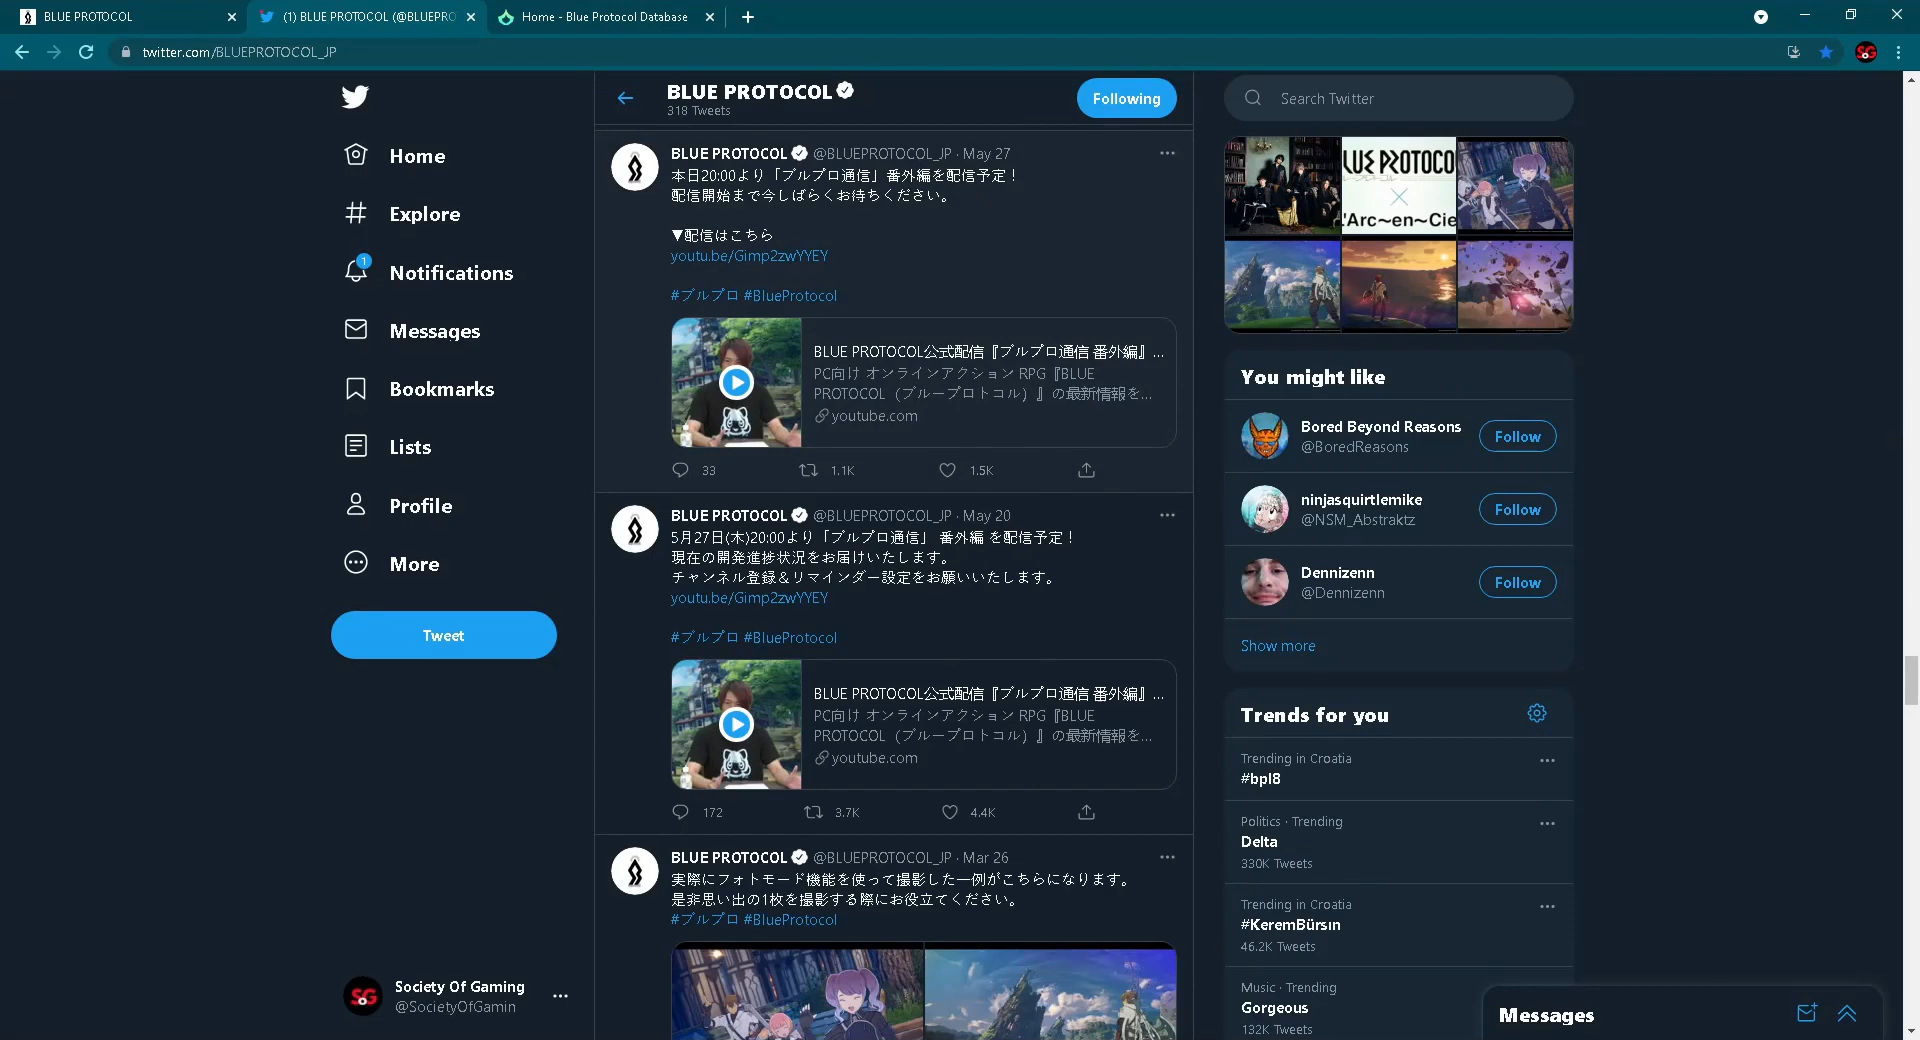 BLUE PROTOCOL
(1) BLUE PROTOCOL (@BLUEPRO
Home - Blue Protocol Database
twitter.com/BLUEPROTOCOL_JP
Home
Explore
1
Notifications
Messages
Bookmarks
Lists
Profile
More
Tweet
Society Of Gaming
@SocietyOfGamin
BLUE PROTOCOL
318 Tweets
Following
BLUE PROTOCOL @BLUEPROTOCOL_JP · May 27
本日20:00より「ブルプロ通信」番外編を配信予定！
配信開始まで今しばらくお待ちください。
▼配信はこちら
youtu.be/Gimp2zwYYEY
#ブルプロ #BlueProtocol
BLUE PROTOCOL公式配信『ブルプロ通信 番外編』...
PC向け オンラインアクション RPG『BLUE
PROTOCOL（ブループロトコル）』の最新情報を...
youtube.com
33 1.1K 1.5K
BLUE PROTOCOL @BLUEPROTOCOL_JP · May 20
5月27日(木)20:00より「ブルプロ通信」 番外編 を配信予定！
現在の開発進捗状況をお届けいたします。
チャンネル登録＆リマインダー設定をお願いいたします。
youtu.be/Gimp2zwYYEY
#ブルプロ #BlueProtocol
BLUE PROTOCOL公式配信『ブルプロ通信 番外編』...
PC向け オンラインアクション RPG『BLUE
PROTOCOL（ブループロトコル）』の最新情報を...
youtube.com
172 3.7K 4.4K
BLUE PROTOCOL @BLUEPROTOCOL_JP · Mar 26
実際にフォトモード機能を使って撮影した一例がこちらになります。
是非思い出の1枚を撮影する際にお役立てください。
#ブルプロ #BlueProtocol
Search Twitter
LUE PROTOCO
'Arc~en~Cie
You might like
Bored Beyond Reasons
@BoredReasons
Follow
ninjasquirtlemike
@NSM_Abstraktz
Follow
Dennizenn
@Dennizenn
Follow
Show more
Trends for you
Trending in Croatia
#bpl8
Politics · Trending
Delta
330K Tweets
Trending in Croatia
#KeremBürsin
46.2K Tweets
Music · Trending
Gorgeous
132K Tweets
Messages